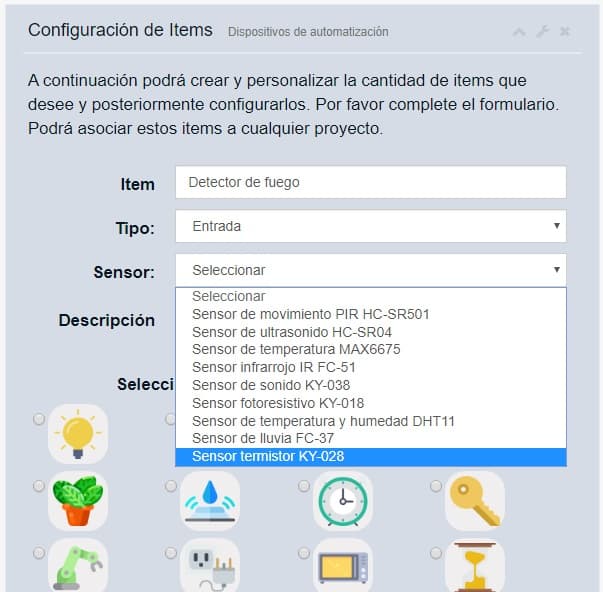 Configuración de Items Dispositivos de automatización
A continuación podrá crear y personalizar la cantidad de items que
desee y posteriormente configurarlos. Por favor complete el formulario.
Podrá asociar estos items a cualquier proyecto.
Item Detector de fuego
Tipo: Entrada
Sensor: Seleccionar
Seleccionar
Sensor de movimiento PIR HC-SR501
Descripción
Sensor de ultrasonido HC-SR04
Sensor de temperatura MAX6675
Sensor infrarrojo IR FC-51
Selecci
Sensor de sonido KY-038
Sensor fotoresistivo KY-018
Sensor de temperatura y humedad DHT11
Sensor de lluvia FC-37
Sensor termistor KY-028